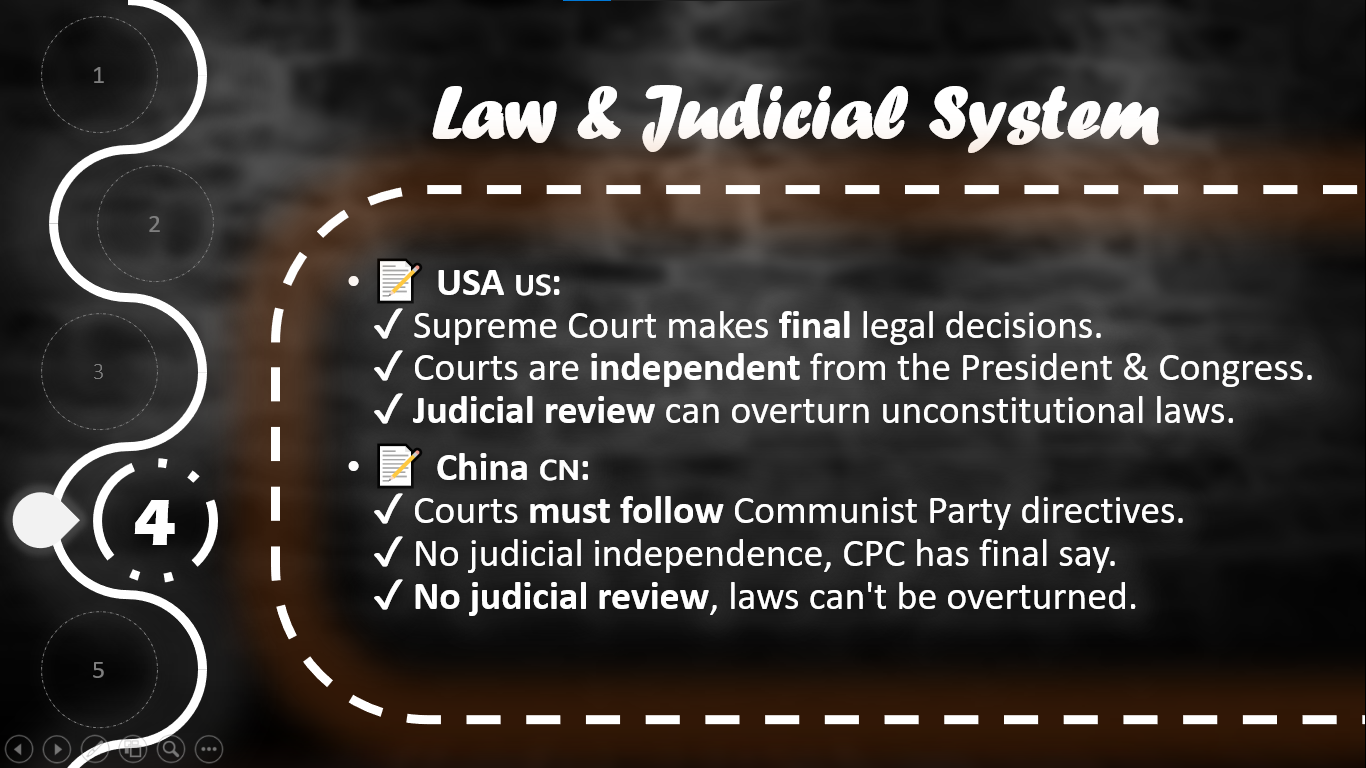 Law & Judicial System
1
2
3
4
5
• 📝 USA US:
✓ Supreme Court makes final legal decisions.
✓ Courts are independent from the President & Congress.
✓ Judicial review can overturn unconstitutional laws.
• 📝 China CN:
✓ Courts must follow Communist Party directives.
✓ No judicial independence, CPC has final say.
✓ No judicial review, laws can't be overturned.